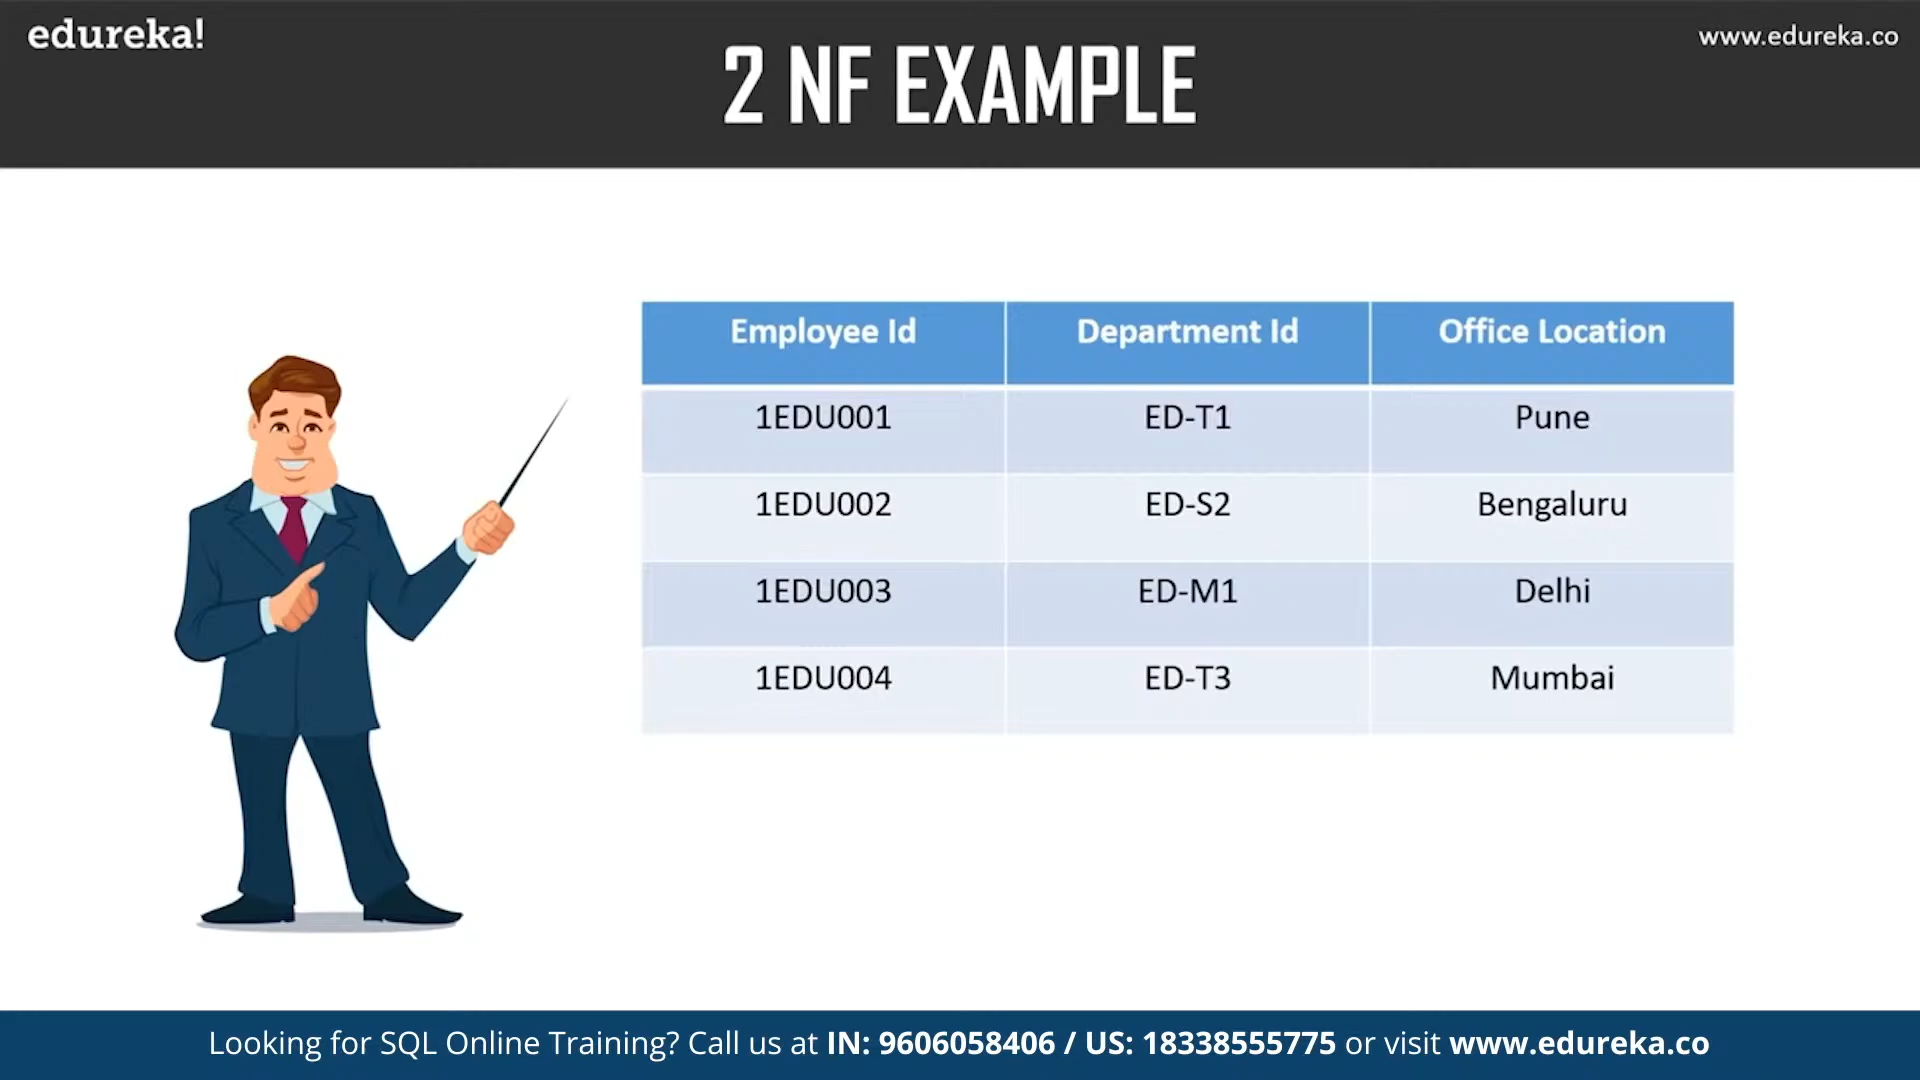 edureka!
www.edureka.co
2 NF EXAMPLE
Employee Id Department Id Office Location
1EDU001 ED-T1 Pune
1EDU002 ED-S2 Bengaluru
1EDU003 ED-M1 Delhi
1EDU004 ED-T3 Mumbai
Looking for SQL Online Training? Call us at IN: 9606058406 / US: 18338555775 or visit www.edureka.co